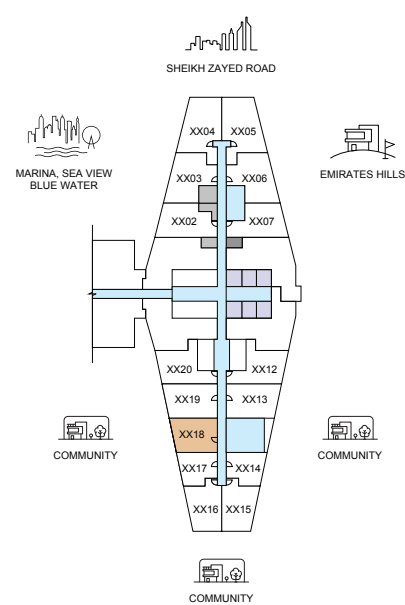 SHEIKH ZAYED ROAD
XX04 XX05
MARINA, SEA VIEW
BLUE WATER
EMIRATES HILLS
XX03 XX06
XX02 XX07
XX20 XX12
XX19 XX13
XX18
COMMUNITY
COMMUNITY
XX17 XX14
XX16 XX15
COMMUNITY